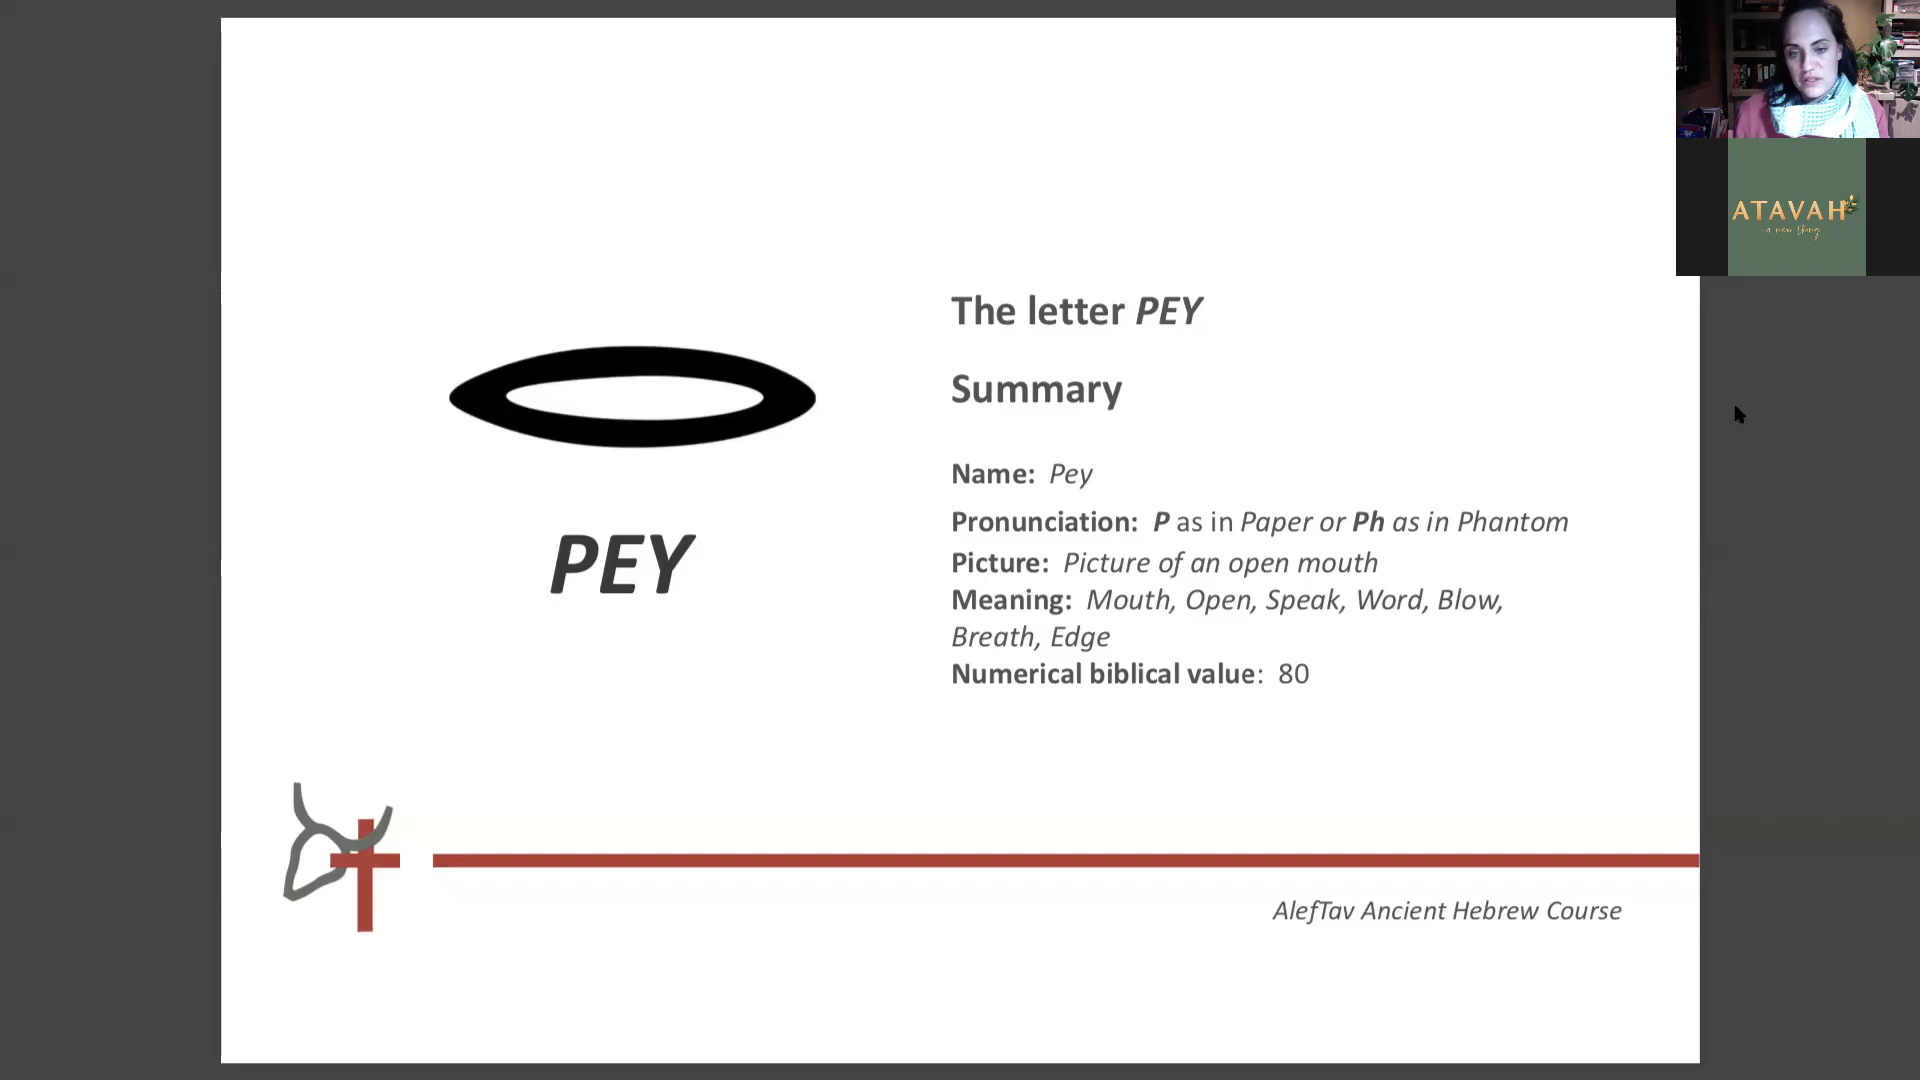 ATAVAH
a new thing
The letter PEY
Summary
PEY
Name: Pey
Pronunciation: P as in Paper or Ph as in Phantom
Picture: Picture of an open mouth
Meaning: Mouth, Open, Speak, Word, Blow,
Breath, Edge
Numerical biblical value: 80
AlefTav Ancient Hebrew Course